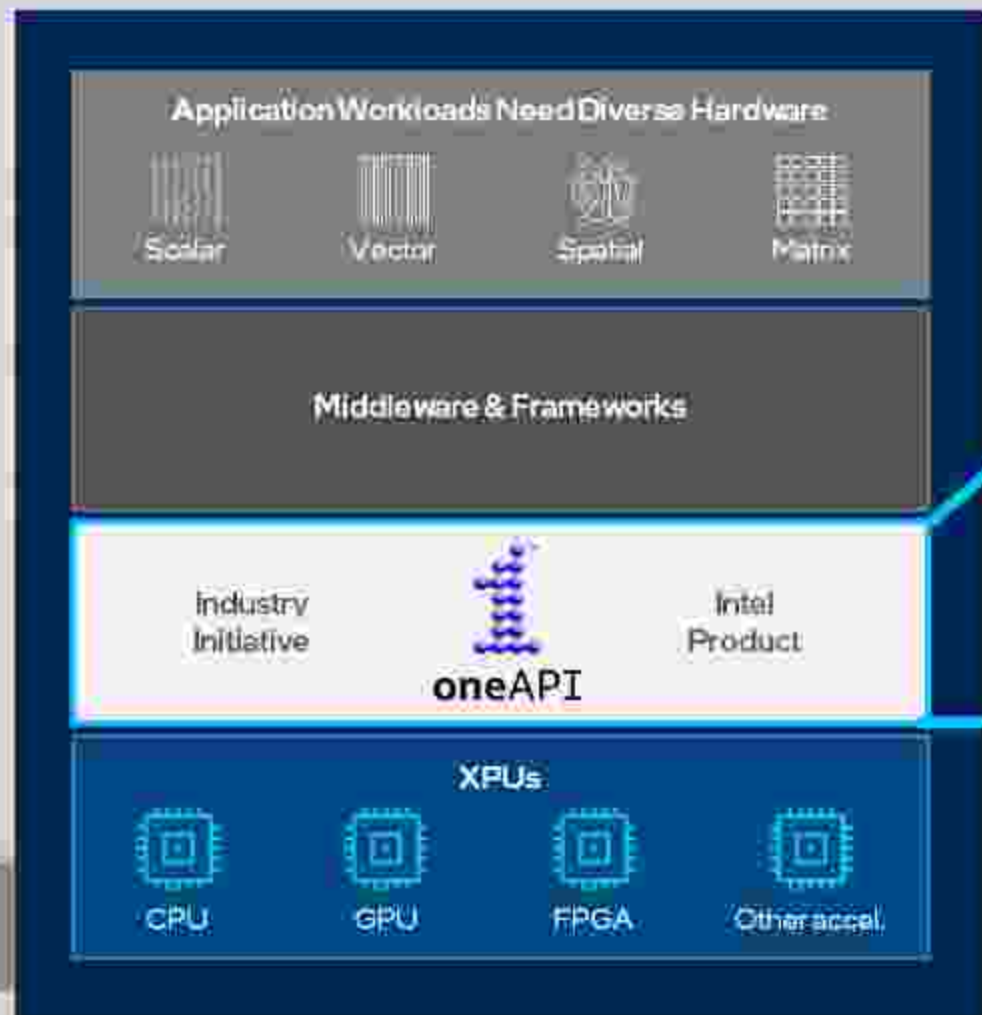 Application Workloads Need Diverse Hardware
Scalar Vector Spatial Matrix
Middleware & Frameworks
Industry
Initiative
Intel
Product
oneAPI
XPUs
CPU GPU FPGA Other accel.